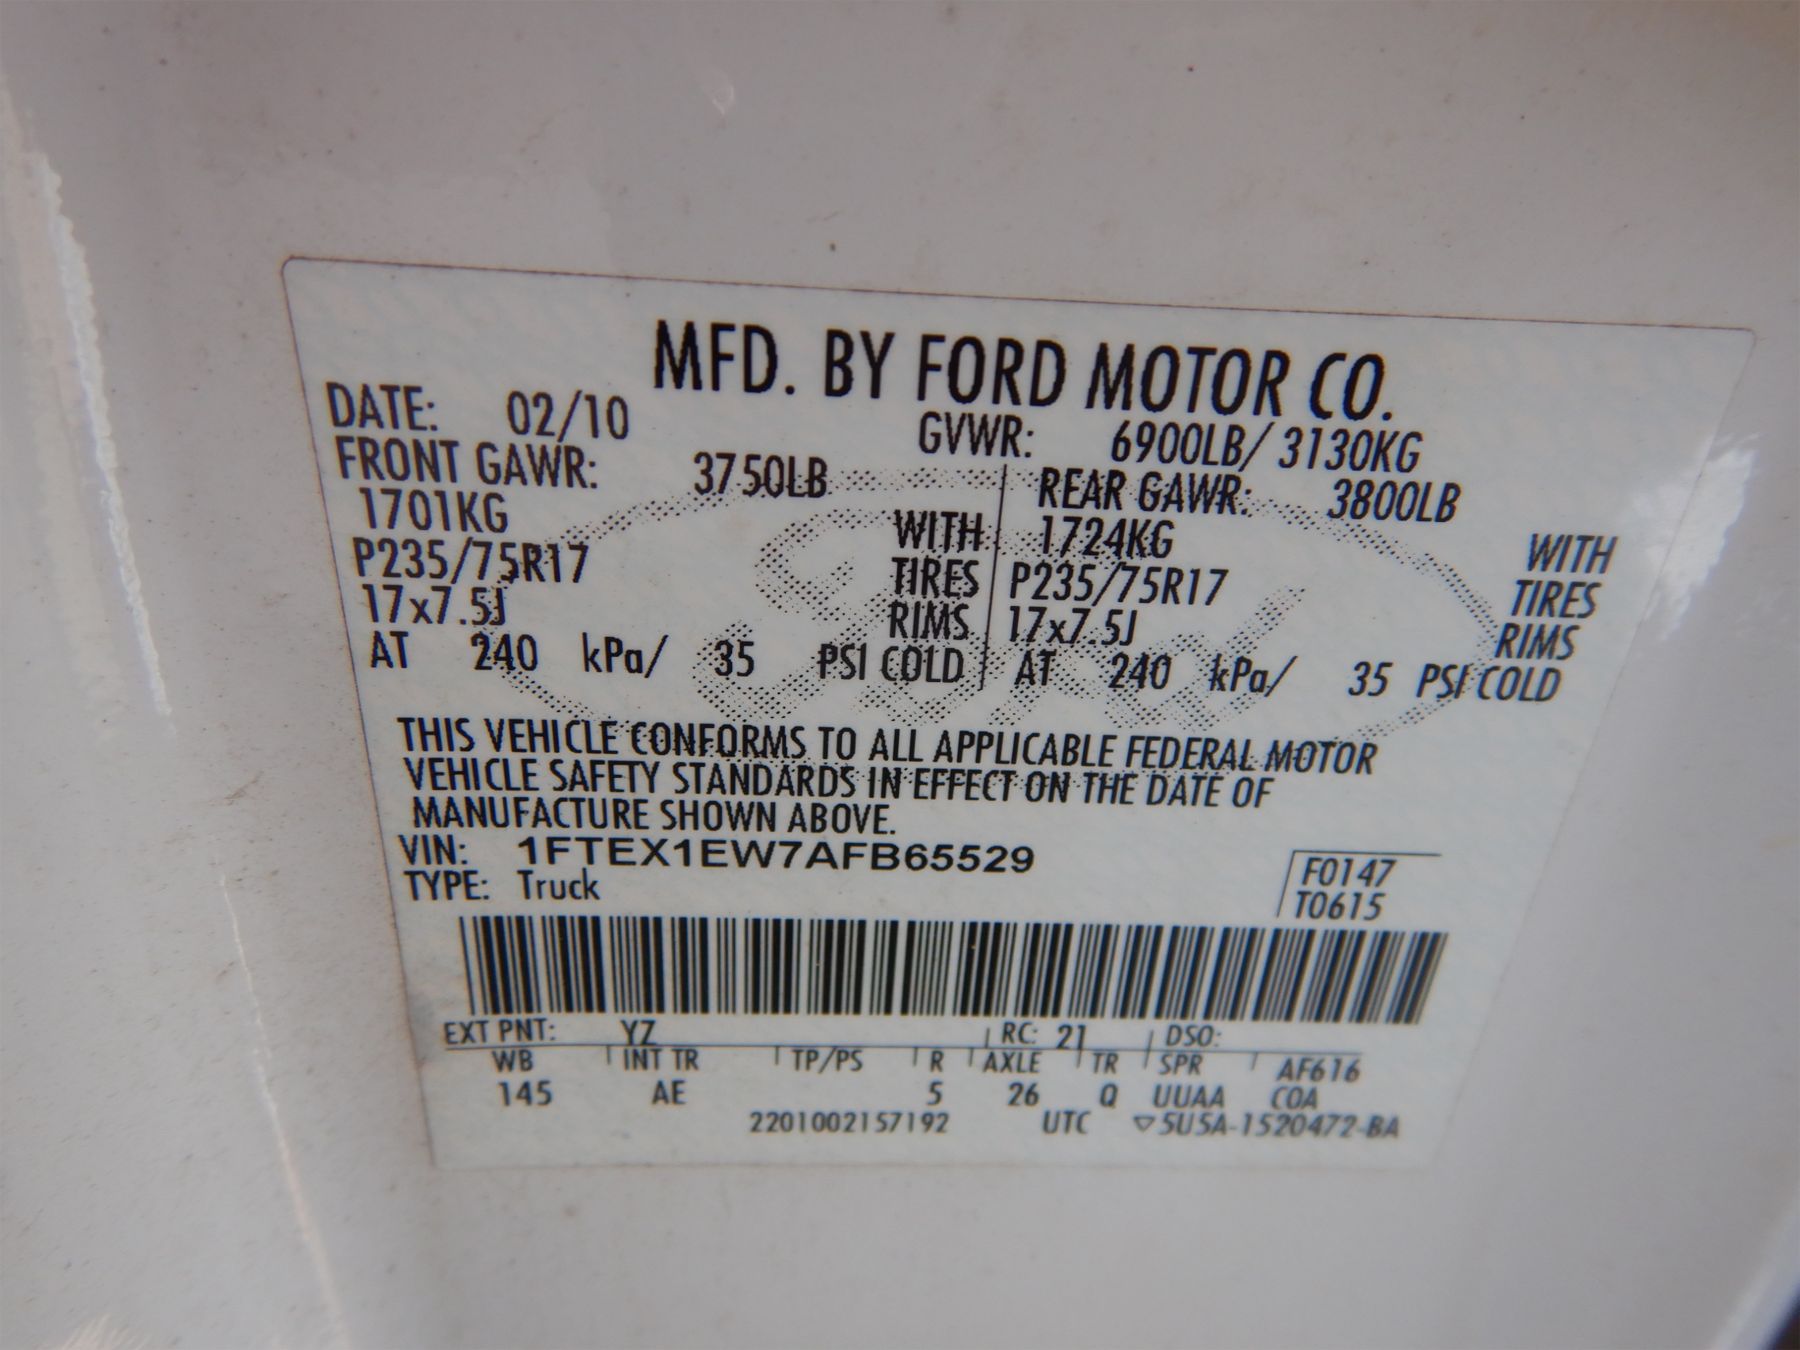 MFD. BY FORD MOTOR CO.
DATE: 02/10 GVWR: 6900LB/ 3130KG
FRONT GAWR: 3750LB REAR GAWR: 3800LB
1701KG WITH 1724KG WITH
P235/75R17 TIRES P235/75R17 TIRES
17x7.5J RIMS 17x7.5J RIMS
AT 240 kPa/ 35 PSI COLD AT 240 kPa/ 35 PSI COLD
Ford
THIS VEHICLE CONFORMS TO ALL APPLICABLE FEDERAL MOTOR
VEHICLE SAFETY STANDARDS IN EFFECT ON THE DATE OF
MANUFACTURE SHOWN ABOVE.
VIN: 1FTEX1EW7AFB65529 F0147
TYPE: Truck T0615
EXT PNT: YZ RC: 21 DSO:
WB INT TR TP/PS R AXLE TR SPR AF616
145 AE 5 26 Q UUAA COA
2201002157192 UTC ▽5U5A-1520472-BA